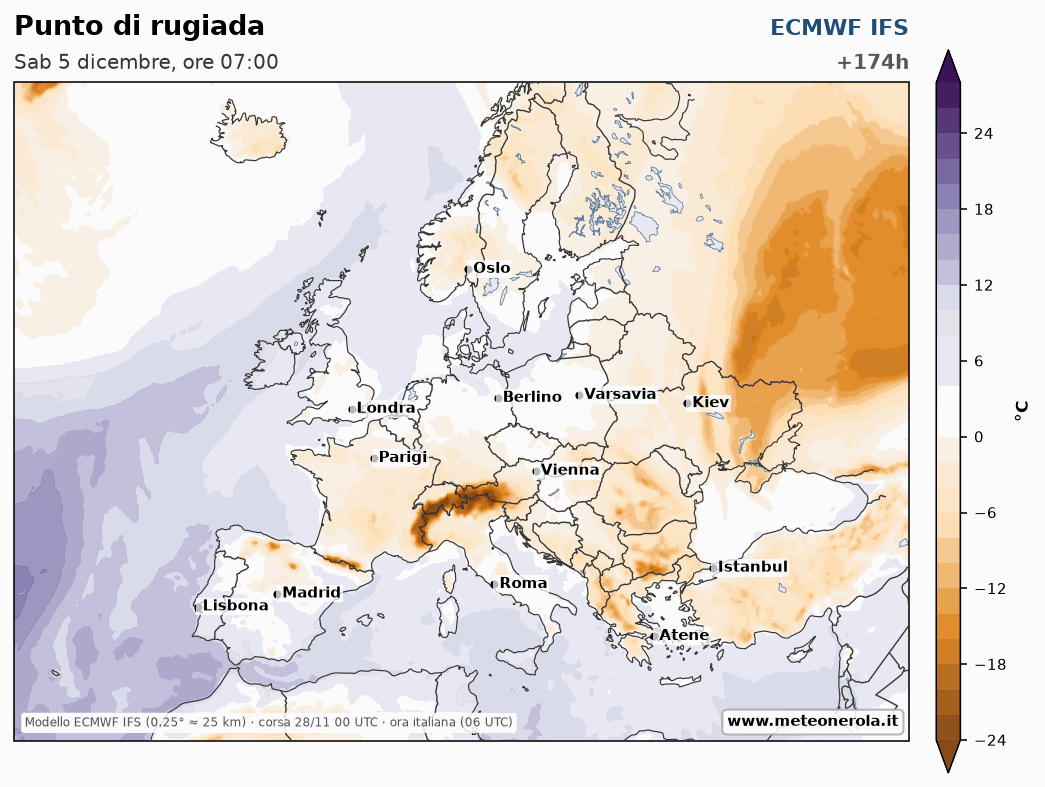 Punto di rugiada
ECMWF IFS
Sab 5 dicembre, ore 07:00
+174h
24
18
12
6
0
−6
−12
−18
−24
°C
Oslo
Londra
Berlino
Varsavia
Kiev
Parigi
Vienna
Istanbul
Roma
Madrid
Lisbona
Atene
Modello ECMWF IFS (0,25° ≈ 25 km) · corsa 28/11 00 UTC · ora italiana (06 UTC)
www.meteonerola.it